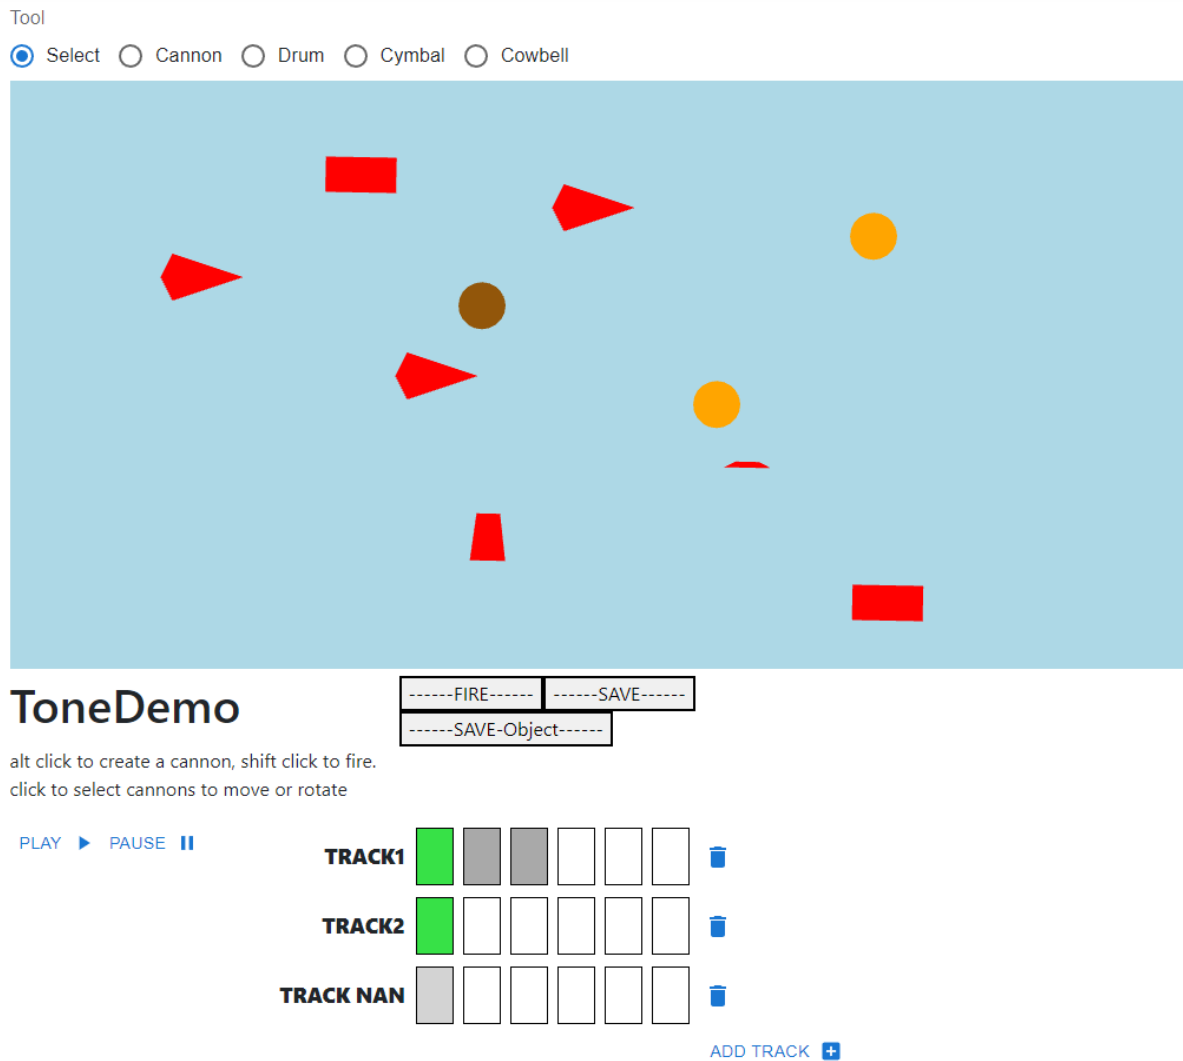 Tool
Select Cannon Drum Cymbal Cowbell
ToneDemo
------FIRE------ ------SAVE------
------SAVE-Object------
alt click to create a cannon, shift click to fire.
click to select cannons to move or rotate
PLAY PAUSE
TRACK1
TRACK2
TRACK NAN
ADD TRACK